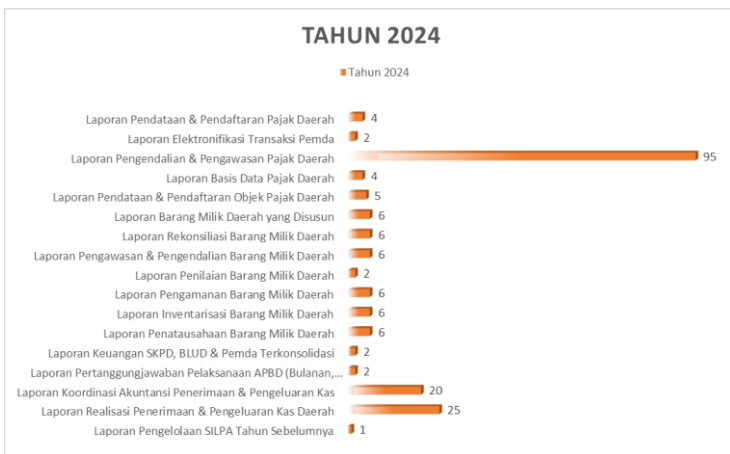 TAHUN 2024
Tahun 2024
Laporan Pendataan & Pendaftaran Pajak Daerah 4
Laporan Elektronifikasi Transaksi Pemda 2
Laporan Pengendalian & Pengawasan Pajak Daerah 95
Laporan Basis Data Pajak Daerah 4
Laporan Pendataan & Pendaftaran Objek Pajak Daerah 5
Laporan Barang Milik Daerah yang Disusun 6
Laporan Rekonsiliasi Barang Milik Daerah 6
Laporan Pengawasan & Pengendalian Barang Milik Daerah 6
Laporan Penilaian Barang Milik Daerah 2
Laporan Pengamanan Barang Milik Daerah 6
Laporan Inventarisasi Barang Milik Daerah 6
Laporan Penatausahaan Barang Milik Daerah 6
Laporan Keuangan SKPD, BLUD & Pemda Terkonsolidasi 2
Laporan Pertanggungjawaban Pelaksanaan APBD (Bulanan,... 2
Laporan Koordinasi Akuntansi Penerimaan & Pengeluaran Kas 20
Laporan Realisasi Penerimaan & Pengeluaran Kas Daerah 25
Laporan Pengelolaan SILPA Tahun Sebelumnya 1